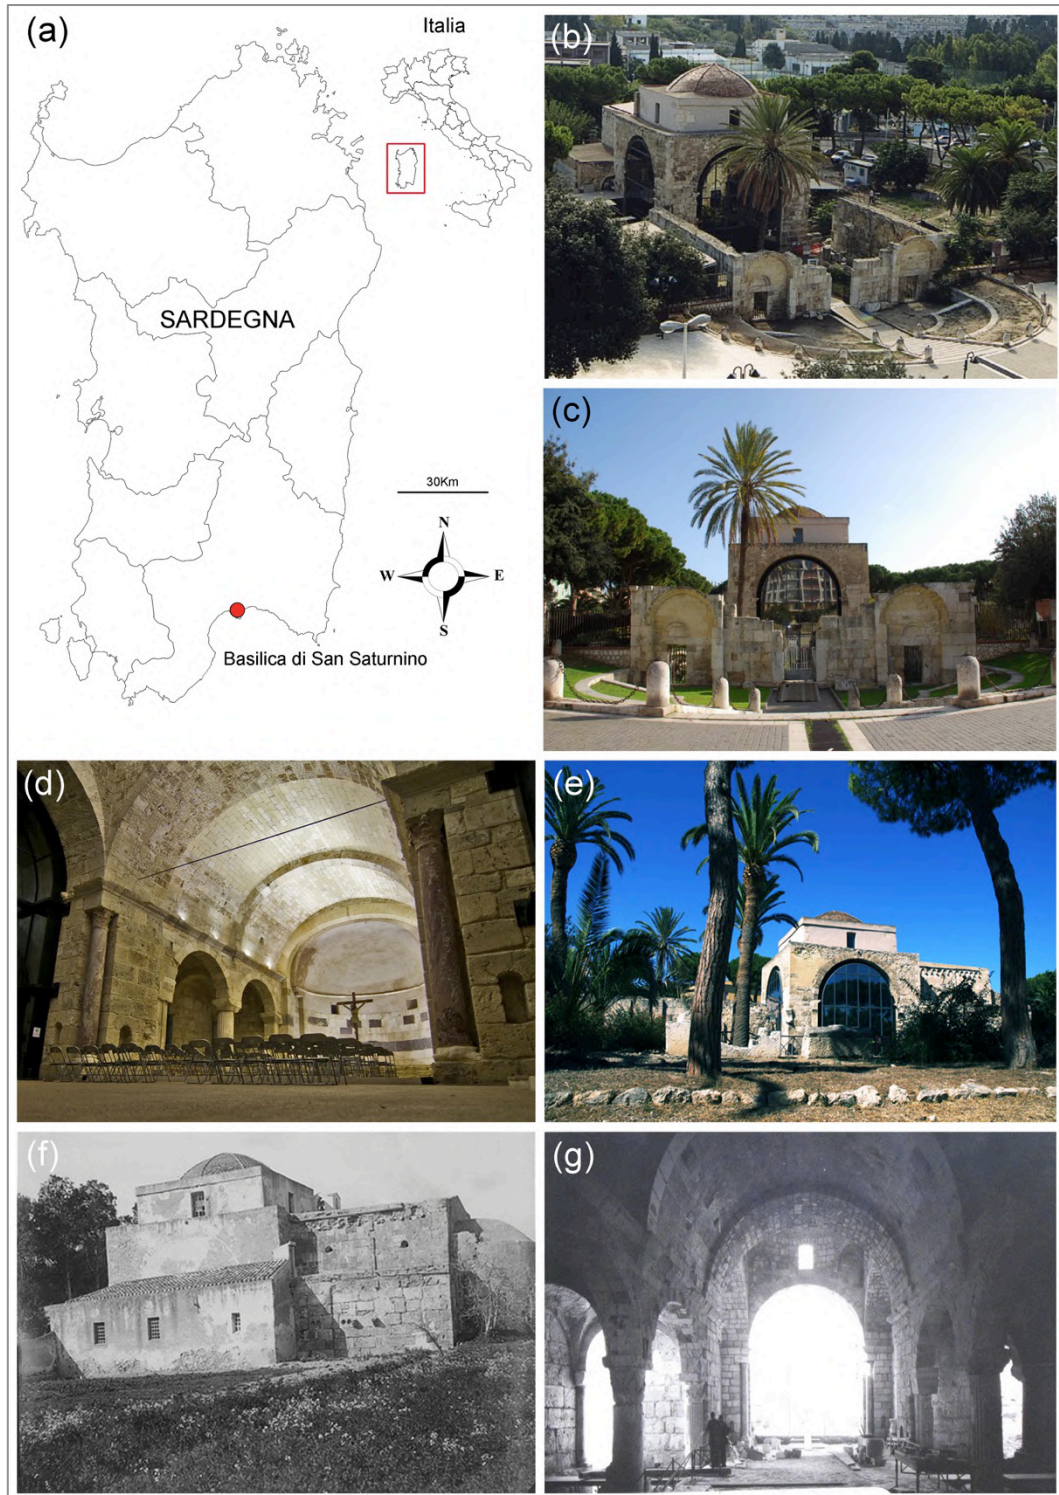 (a)
Italia
SARDEGNA
30Km
N
W
E
S
Basilica di San Saturnino
(b)
(c)
(d)
(e)
(f)
(g)